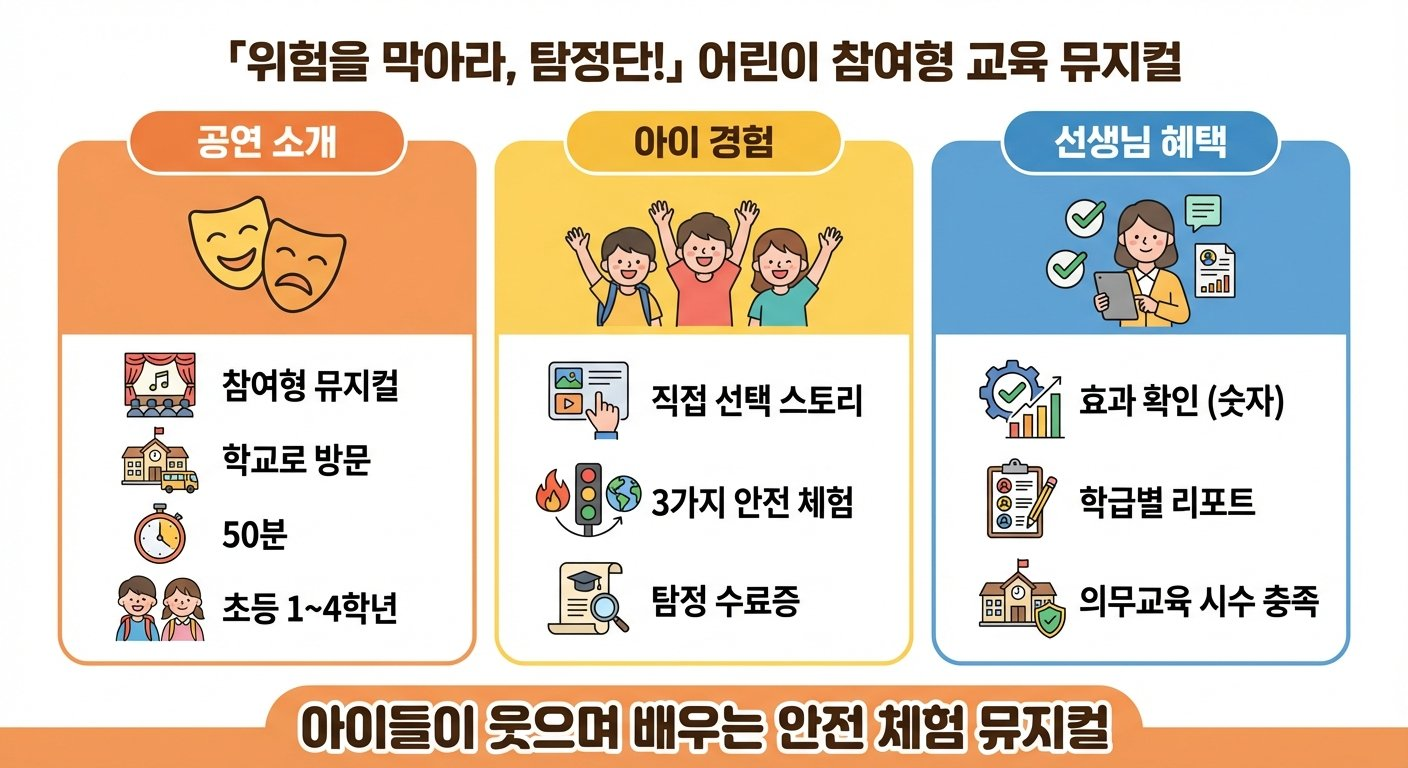 「위험을 막아라, 탐정단!」 어린이 참여형 교육 뮤지컬
공연 소개
참여형 뮤지컬
학교로 방문
50분
초등 1~4학년
아이 경험
직접 선택 스토리
3가지 안전 체험
탐정 수료증
선생님 혜택
효과 확인 (숫자)
학급별 리포트
의무교육 시수 충족
아이들이 웃으며 배우는 안전 체험 뮤지컬